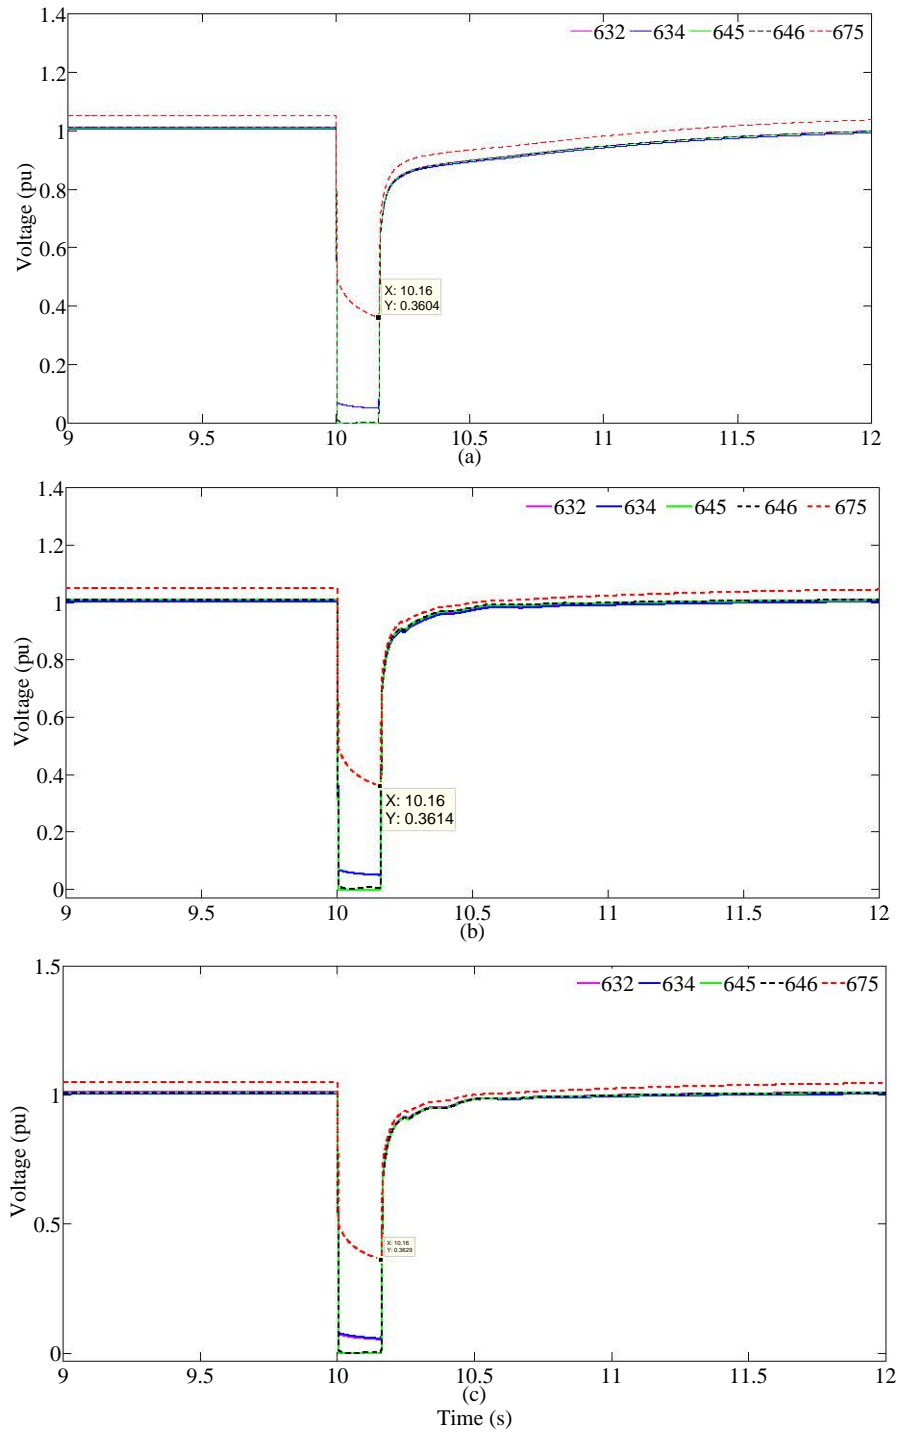 1.4
632 634 645 646 675
1.2
1
0.8
Voltage (pu)
0.6
X: 10.16
Y: 0.3604
0.4
0.2
0
9 9.5 10 10.5 11 11.5 12
(a)
1.4
632 634 645 646 675
1.2
1
0.8
Voltage (pu)
0.6
0.4
X: 10.16
Y: 0.3614
0.2
0
9 9.5 10 10.5 11 11.5 12
(b)
1.5
632 634 645 646 675
1
Voltage (pu)
0.5
X: 10.16
Y: 0.3629
0
9 9.5 10 10.5 11 11.5 12
(c)
Time (s)